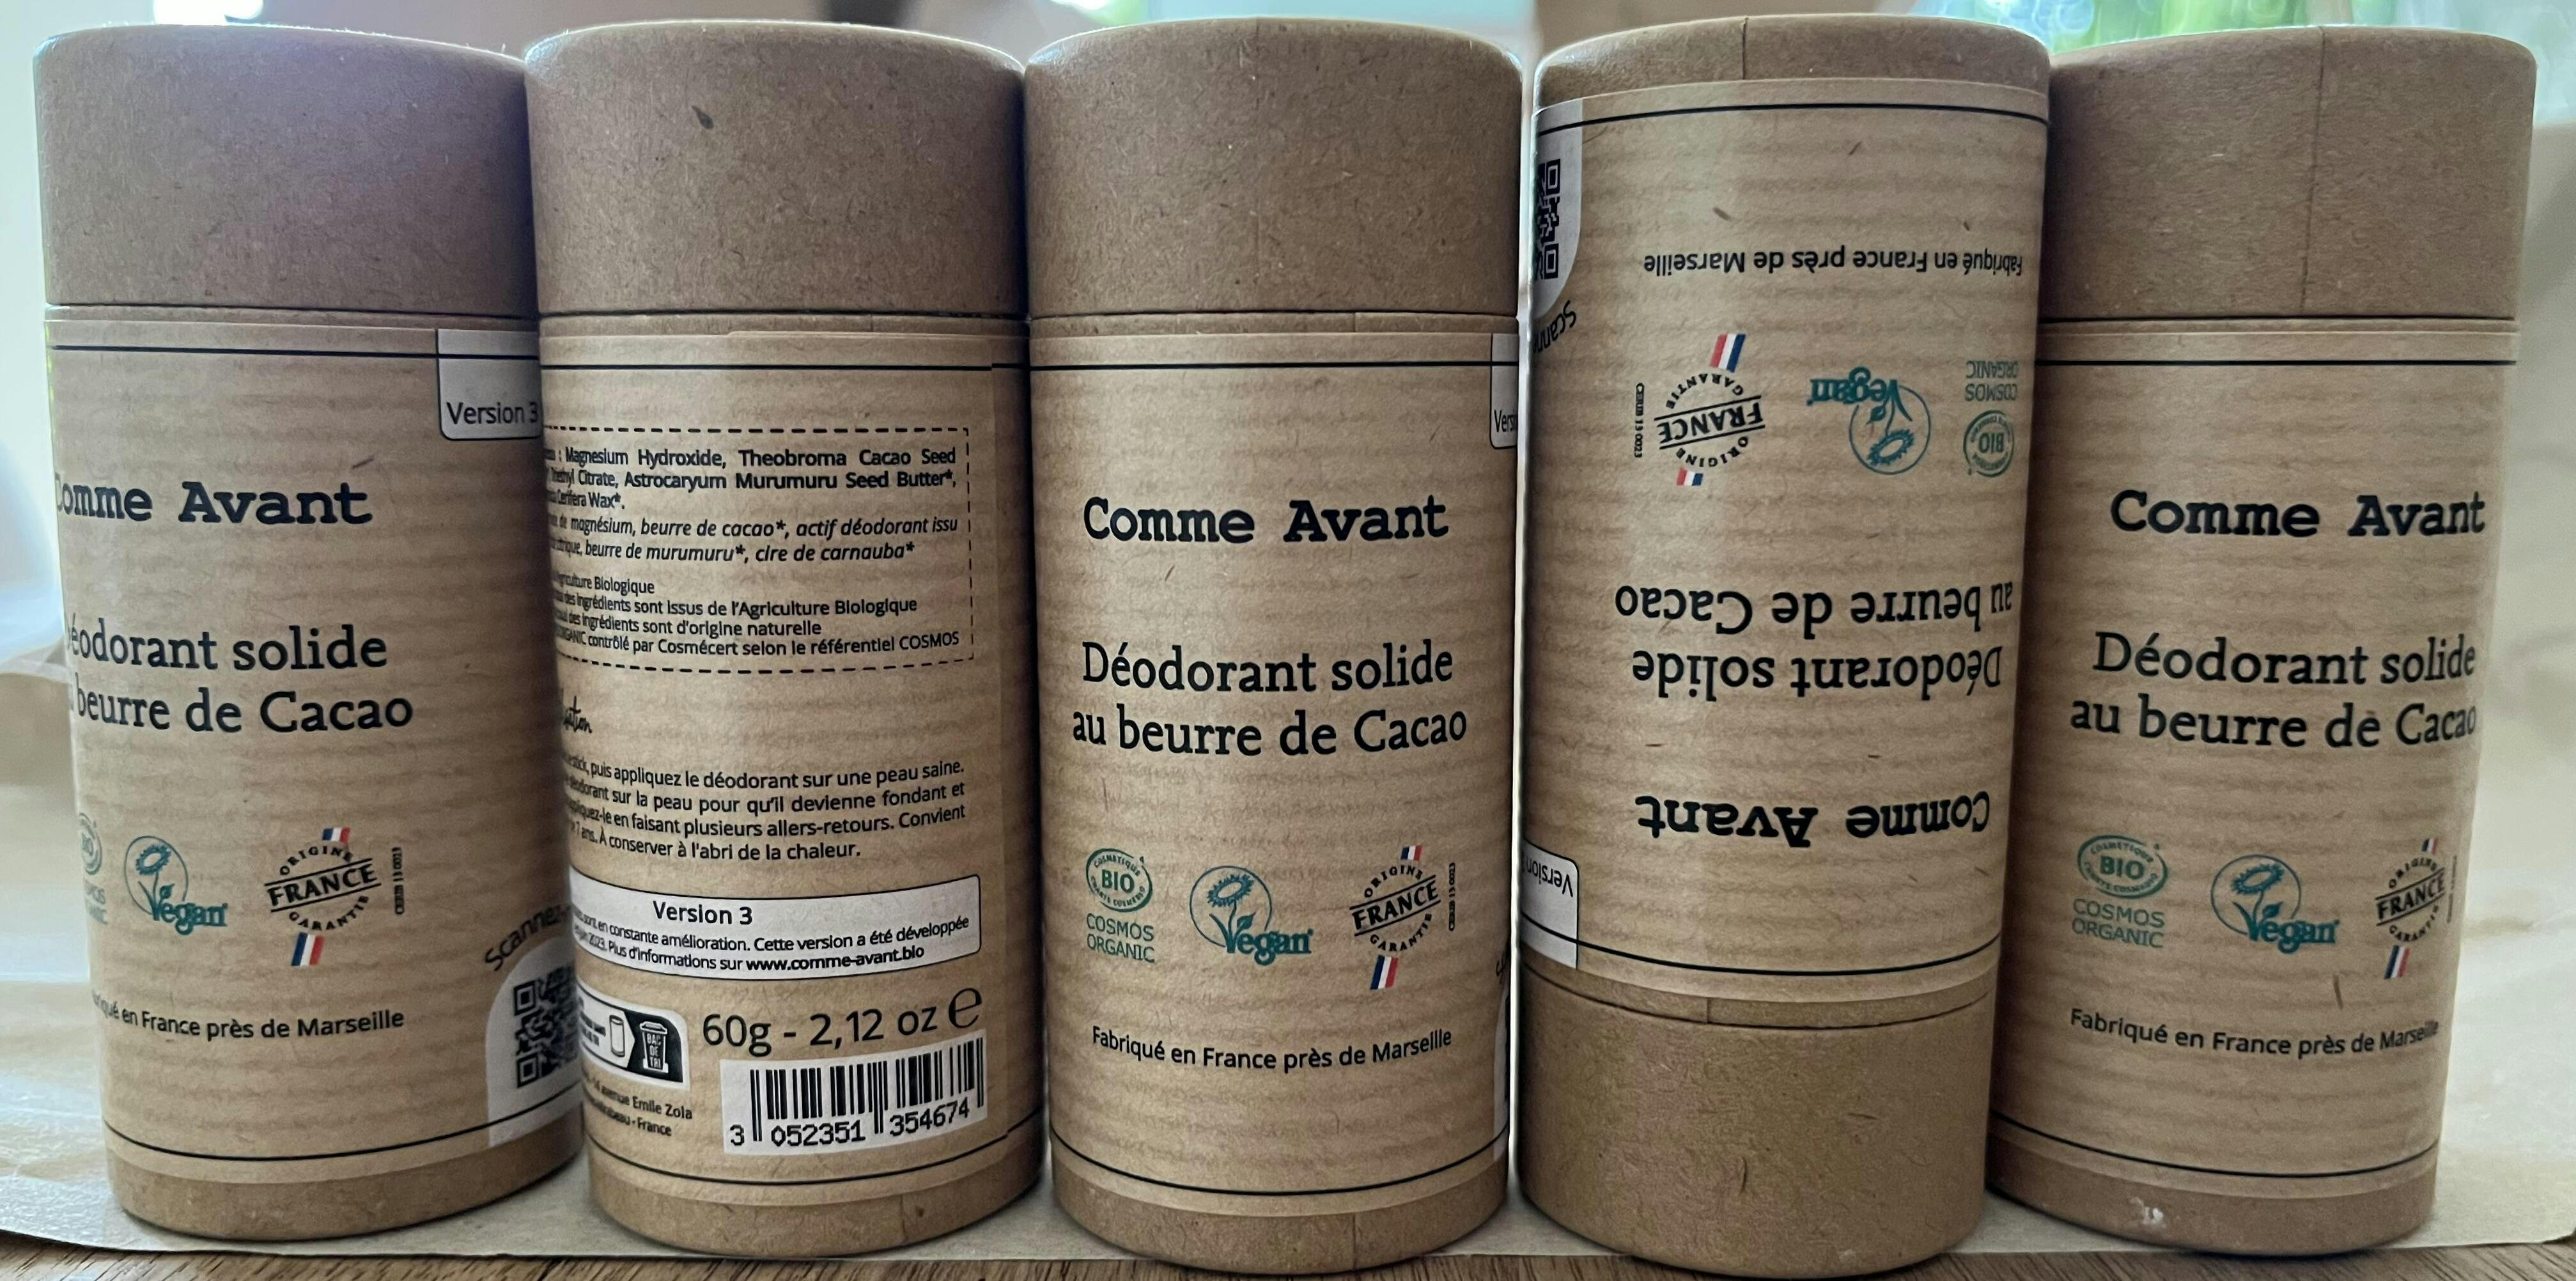 Version 3
Comme Avant
Déodorant solide
beurre de Cacao
Vegan
ORIGINE
FRANCE
GARANTIE
en France près de Marseille
Scannez
: Magnesium Hydroxide, Theobroma Cacao Seed
Triethyl Citrate, Astrocaryum Murumuru Seed Butter*,
Cerifera Wax*.
de magnésium, beurre de cacao*, actif déodorant issu
beurre de murumuru*, cire de carnauba*
Agriculture Biologique
des ingrédients sont issus de l'Agriculture Biologique
des ingrédients sont d'origine naturelle
contrôlé par Cosmécert selon le référentiel COSMOS
stick, puis appliquez le déodorant sur une peau saine.
déodorant sur la peau pour qu'il devienne fondant et
appliquez-le en faisant plusieurs allers-retours. Convient
7 ans. À conserver à l'abri de la chaleur.
Version 3
sont en constante amélioration. Cette version a été développée
2023. Plus d'informations sur www.comme-avant.bio
BAC
DE
TRI
60g - 2,12 oz e
avenue Emile Zola
France
3 052351 354674
Comme Avant
Déodorant solide
au beurre de Cacao
COSMÉTIQUE
BIO
COSMOS
ORGANIC
Vegan
ORIGINE
FRANCE
GARANTIE
Fabriqué en France près de Marseille
Version
Comme Avant
Déodorant solide
au beurre de Cacao
BIO
COSMOS
ORGANIC
Vegan
ORIGINE
FRANCE
GARANTIE
Fabriqué en France près de Marseille
Comme Avant
Déodorant solide
au beurre de Cacao
COSMÉTIQUE
BIO
COSMOS
ORGANIC
Vegan
ORIGINE
FRANCE
GARANTIE
Fabriqué en France près de Marseille